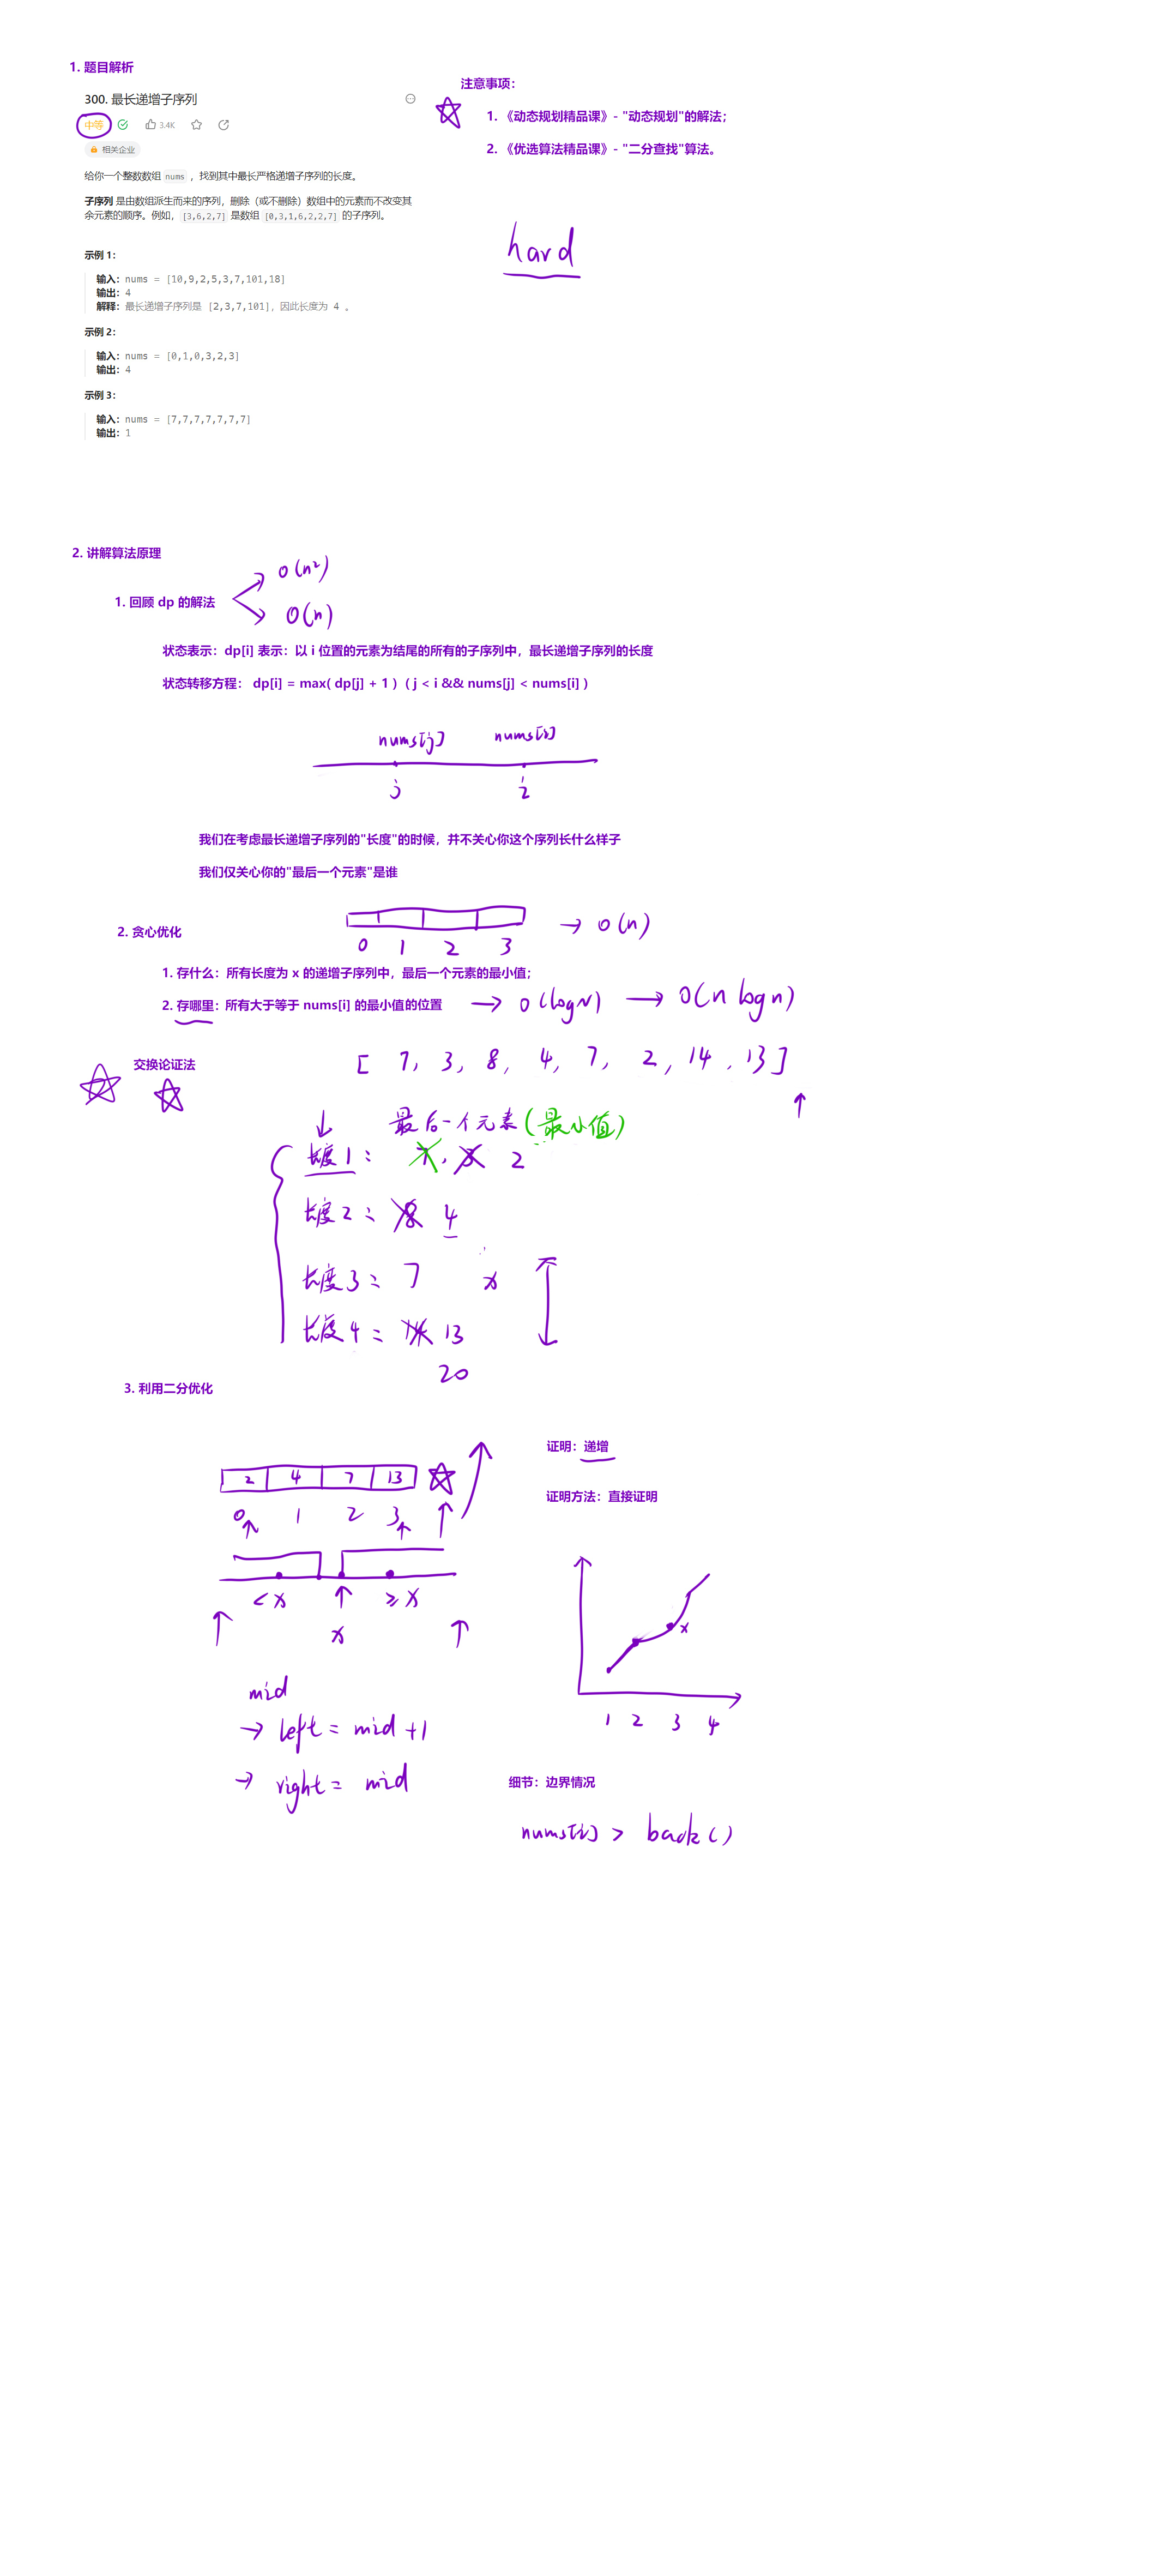 1. 题目解析
300. 最长递增子序列
中等 3.4K
相关企业
给你一个整数数组 nums ，找到其中最长严格递增子序列的长度。
子序列 是由数组派生而来的序列，删除（或不删除）数组中的元素而不改变其
余元素的顺序。例如，[3,6,2,7] 是数组 [0,3,1,6,2,2,7] 的子序列。
示例 1：
输入：nums = [10,9,2,5,3,7,101,18]
输出：4
解释：最长递增子序列是 [2,3,7,101]，因此长度为 4 。
示例 2：
输入：nums = [0,1,0,3,2,3]
输出：4
示例 3：
输入：nums = [7,7,7,7,7,7,7]
输出：1
注意事项：
1. 《动态规划精品课》- "动态规划"的解法；
2. 《优选算法精品课》- "二分查找"算法。
hard
2. 讲解算法原理
O(n²)
1. 回顾 dp 的解法
O(n)
状态表示：dp[i] 表示：以 i 位置的元素为结尾的所有的子序列中，最长递增子序列的长度
状态转移方程： dp[i] = max( dp[j] + 1 ) ( j < i && nums[j] < nums[i] )
nums[j] nums[i]
j i
我们在考虑最长递增子序列的"长度"的时候，并不关心你这个序列长什么样子
我们仅关心你的"最后一个元素"是谁
2. 贪心优化
→ O(n)
0 1 2 3
1. 存什么：所有长度为 x 的递增子序列中，最后一个元素的最小值；
2. 存哪里：所有大于等于 nums[i] 的最小值的位置 → O(logN) → O(n logn)
交换论证法
[ 7, 3, 8, 4, 7, 2, 14, 13 ]
最后一个元素(最小值)
长度1： 7, 3 2
长度2： 8 4
长度3： 7 x
长度4： 14 13
20
3. 利用二分优化
2 4 7 13
0 1 2 3
< x ≥ x
x
mid
→ left = mid + 1
→ right = mid
证明：递增
证明方法：直接证明
x
1 2 3 4
细节：边界情况
nums[i] > back()